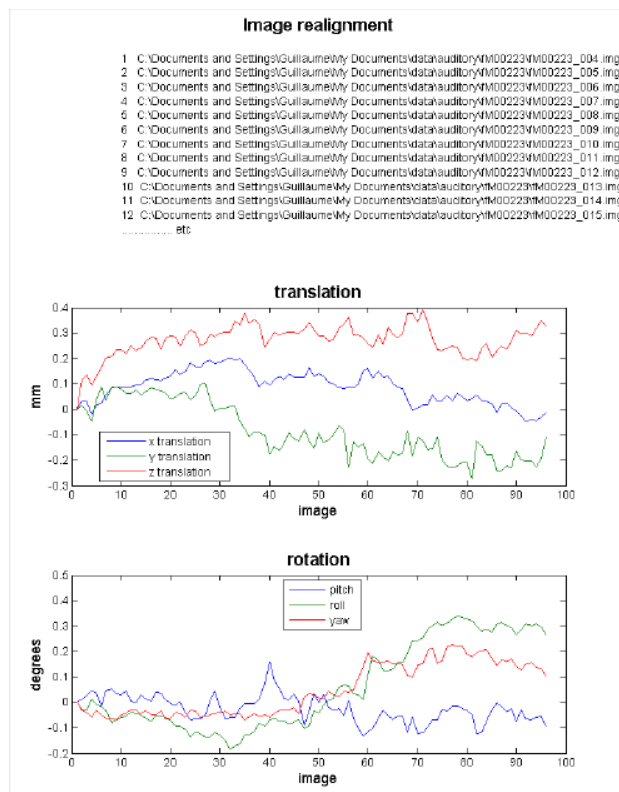 Image realignment
1 C:\Documents and Settings\Guillaume\My Documents\data\auditory\fM00223\fM00223_004.img
2 C:\Documents and Settings\Guillaume\My Documents\data\auditory\fM00223\fM00223_005.img
3 C:\Documents and Settings\Guillaume\My Documents\data\auditory\fM00223\fM00223_006.img
4 C:\Documents and Settings\Guillaume\My Documents\data\auditory\fM00223\fM00223_007.img
5 C:\Documents and Settings\Guillaume\My Documents\data\auditory\fM00223\fM00223_008.img
6 C:\Documents and Settings\Guillaume\My Documents\data\auditory\fM00223\fM00223_009.img
7 C:\Documents and Settings\Guillaume\My Documents\data\auditory\fM00223\fM00223_010.img
8 C:\Documents and Settings\Guillaume\My Documents\data\auditory\fM00223\fM00223_011.img
9 C:\Documents and Settings\Guillaume\My Documents\data\auditory\fM00223\fM00223_012.img
10 C:\Documents and Settings\Guillaume\My Documents\data\auditory\fM00223\fM00223_013.img
11 C:\Documents and Settings\Guillaume\My Documents\data\auditory\fM00223\fM00223_014.img
12 C:\Documents and Settings\Guillaume\My Documents\data\auditory\fM00223\fM00223_015.img
................ etc
translation
0.4
0.3
0.2
0.1
0
-0.1
-0.2
-0.3
mm
x translation
y translation
z translation
0 10 20 30 40 50 60 70 80 90 100
image
rotation
0.5
0.4
0.3
0.2
0.1
0
-0.1
-0.2
degrees
pitch
roll
yaw
0 10 20 30 40 50 60 70 80 90 100
image